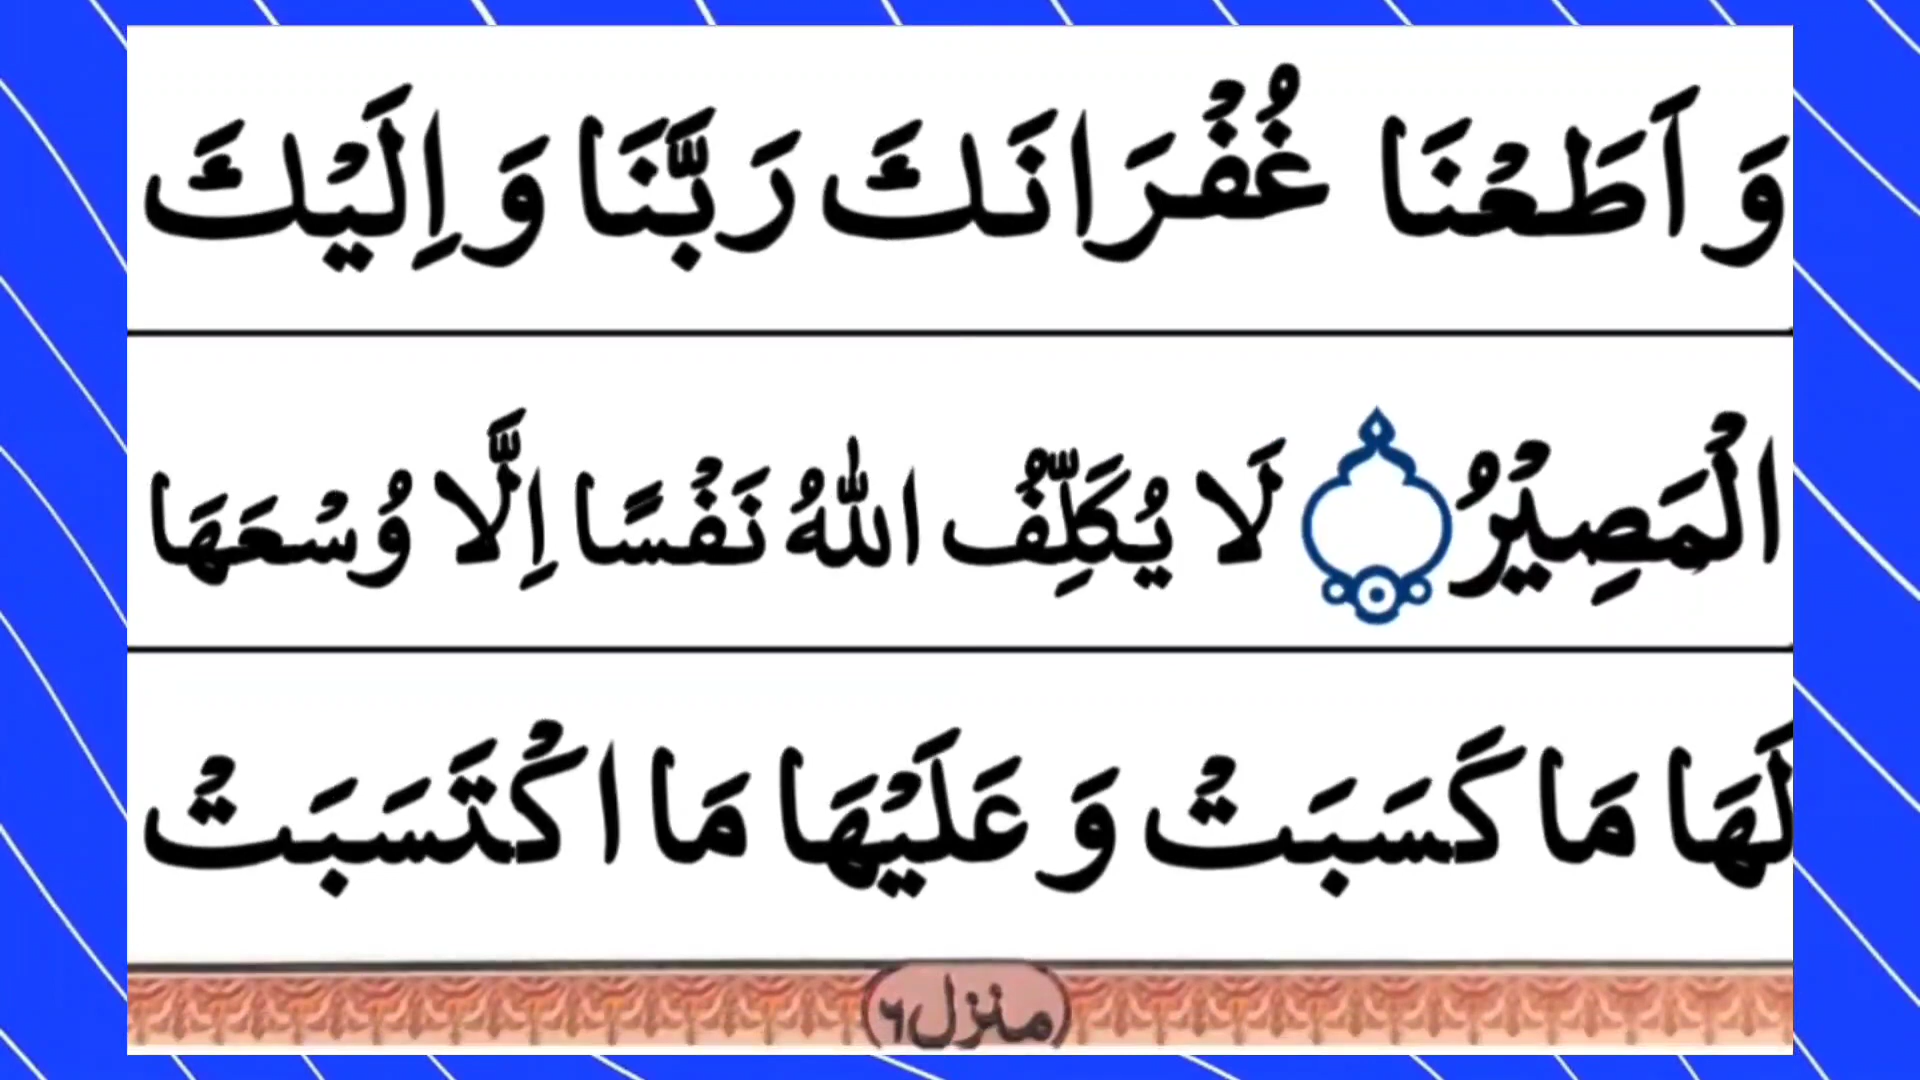 وَ اَطَعْنَا غُفْرَانَكَ رَبَّنَا وَ اِلَيْكَ
الْمَصِيْرُ لَا يُكَلِّفُ اللّٰهُ نَفْسًا اِلَّا وُسْعَهَا
لَهَا مَا كَسَبَتْ وَ عَلَيْهَا مَا اكْتَسَبَتْ
منزل ٦